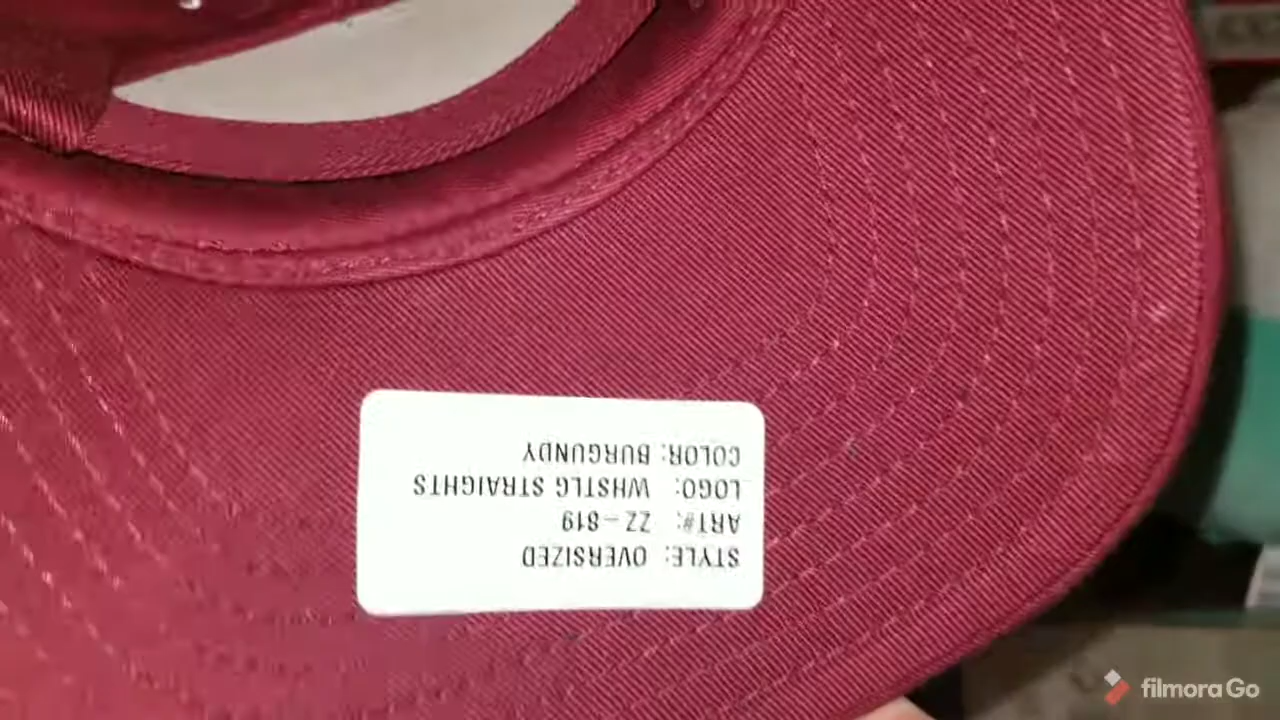 STYLE: OVERSIZED
ART#: ZZ-819
LOGO: WHSTLG STRAIGHTS
COLOR: BURGUNDY
filmoraGo